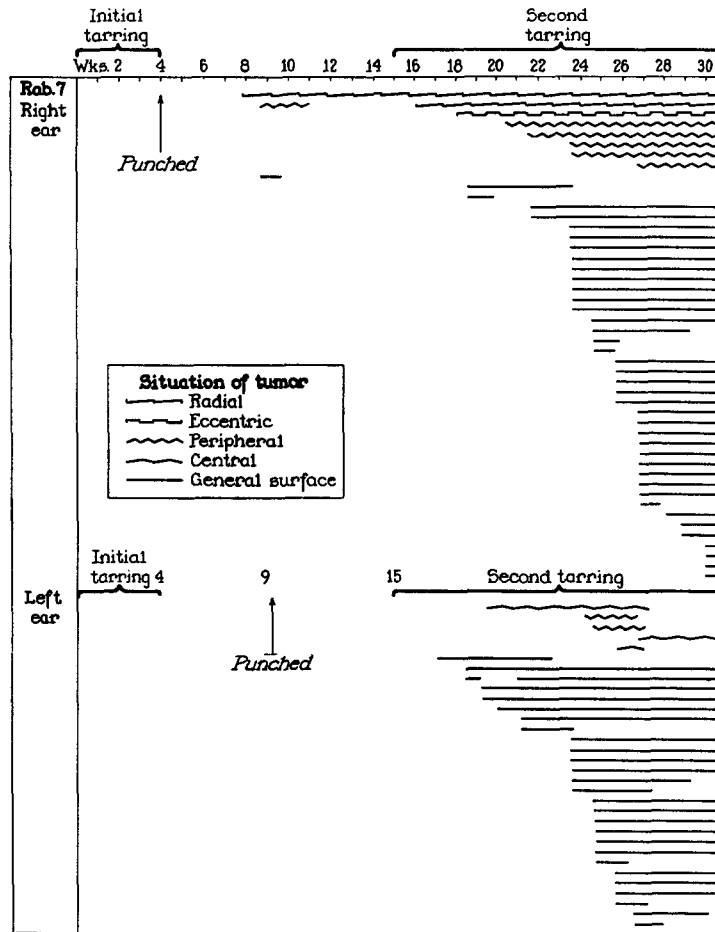 Initial tarring
Second tarring
Wks. 2 4 6 8 10 12 14 16 18 20 22 24 26 28 30
Rab. 7
Right ear
Punched
Situation of tumor
Radial
Eccentric
Peripheral
Central
General surface
Initial tarring 4 9 15 Second tarring
Left ear
Punched